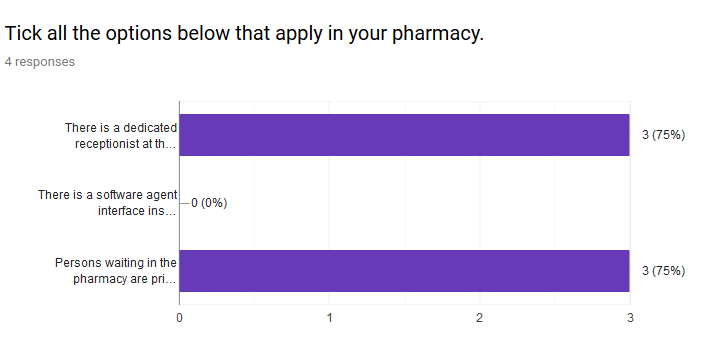 Tick all the options below that apply in your pharmacy.
4 responses
There is a dedicated
receptionist at th…
3 (75%)
There is a software agent
interface ins…
0 (0%)
Persons waiting in the
pharmacy are pri…
3 (75%)
0 1 2 3